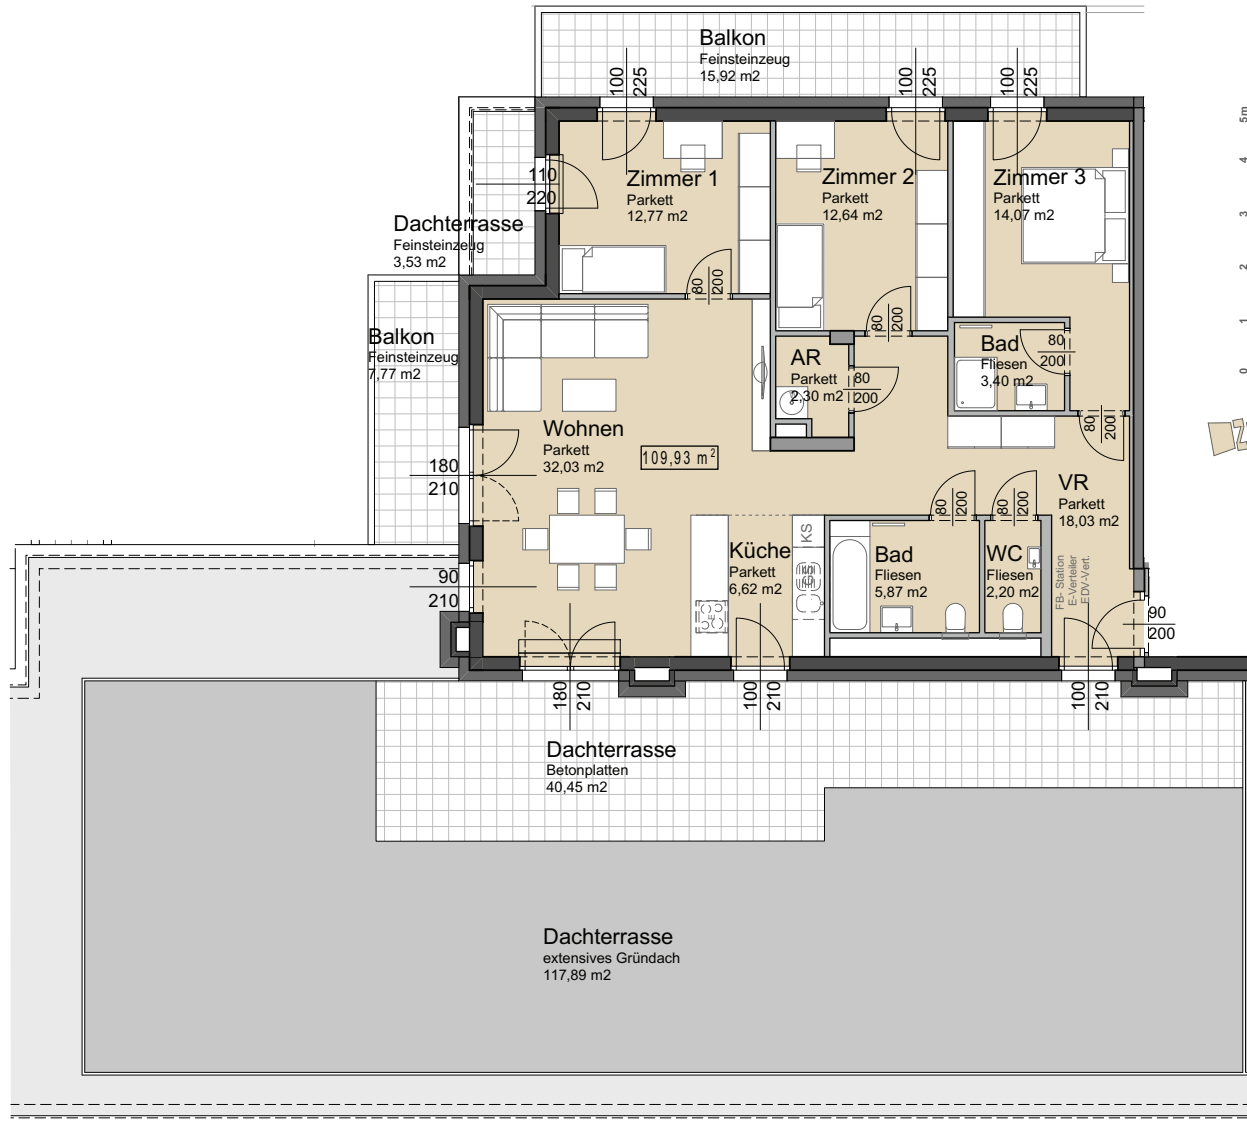 Balkon
Feinsteinzeug
15,92 m2
100
225
100
225
100
225
110
220
Zimmer 1
Parkett
12,77 m2
Zimmer 2
Parkett
12,64 m2
Zimmer 3
Parkett
14,07 m2
Dachterrasse
Feinsteinzeug
3,53 m2
80
200
80
200
Balkon
Feinsteinzeug
7,77 m2
AR
Parkett
2,30 m2
80
200
Bad
Fliesen
3,40 m2
80
200
80
200
Wohnen
Parkett
32,03 m2
109,93 m²
180
210
VR
Parkett
18,03 m2
80
200
80
200
KS
GS
Küche
Parkett
6,62 m2
Bad
Fliesen
5,87 m2
WC
Fliesen
2,20 m2
FB- Station
E-Verteiler
EDV-Vert.
90
210
90
200
E
180
210
100
210
100
210
Dachterrasse
Betonplatten
40,45 m2
Dachterrasse
extensives Gründach
117,89 m2
5m
4
3
2
1
0